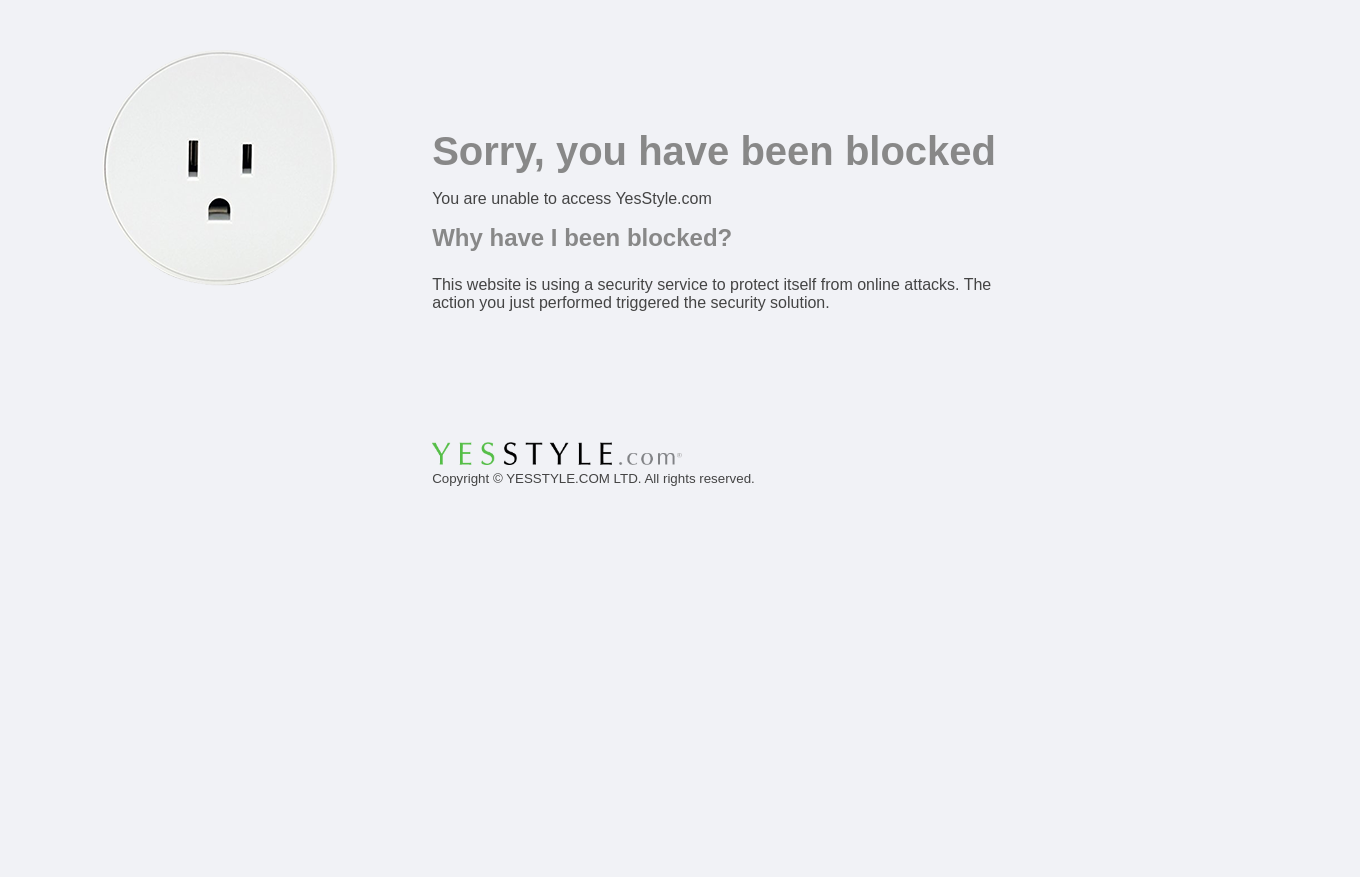 Sorry, you have been blocked
You are unable to access YesStyle.com
Why have I been blocked?
This website is using a security service to protect itself from online attacks. The
action you just performed triggered the security solution.
YESSTYLE.com®
Copyright © YESSTYLE.COM LTD. All rights reserved.